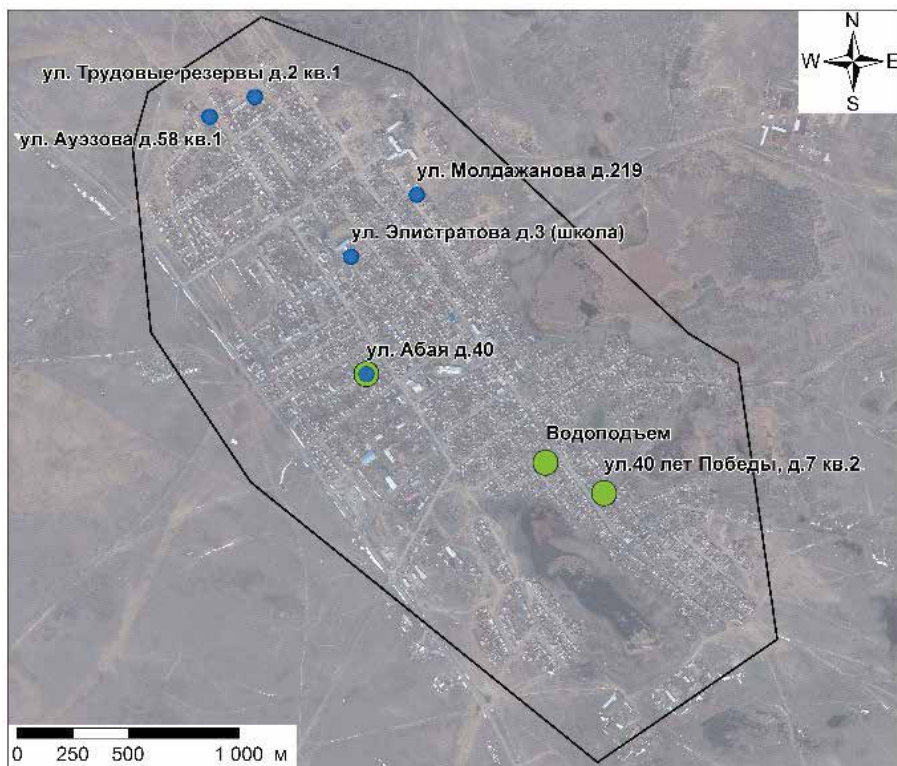 N
W E
S
ул. Трудовые резервы д.2 кв.1
ул. Ауэзова д.58 кв.1
ул. Молдажанова д.219
ул. Элистратова д.3 (школа)
ул. Абая д.40
Водоподъем
ул.40 лет Победы, д.7 кв.2
0 250 500 1 000 м